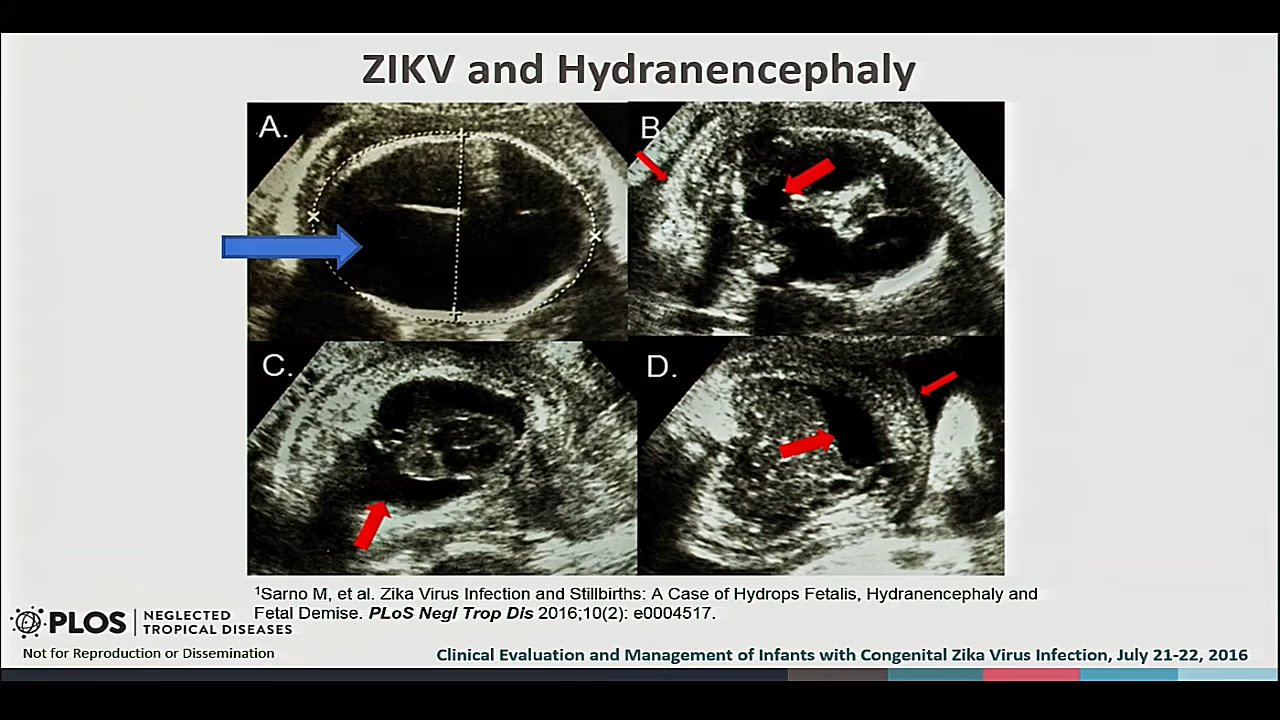 ZIKV and Hydranencephaly
A.
B
C.
D.
¹Sarno M, et al. Zika Virus Infection and Stillbirths: A Case of Hydrops Fetalis, Hydranencephaly and
Fetal Demise. PLoS Negl Trop Dis 2016;10(2): e0004517.
PLOS
NEGLECTED
TROPICAL DISEASES
Not for Reproduction or Dissemination
Clinical Evaluation and Management of Infants with Congenital Zika Virus Infection, July 21-22, 2016